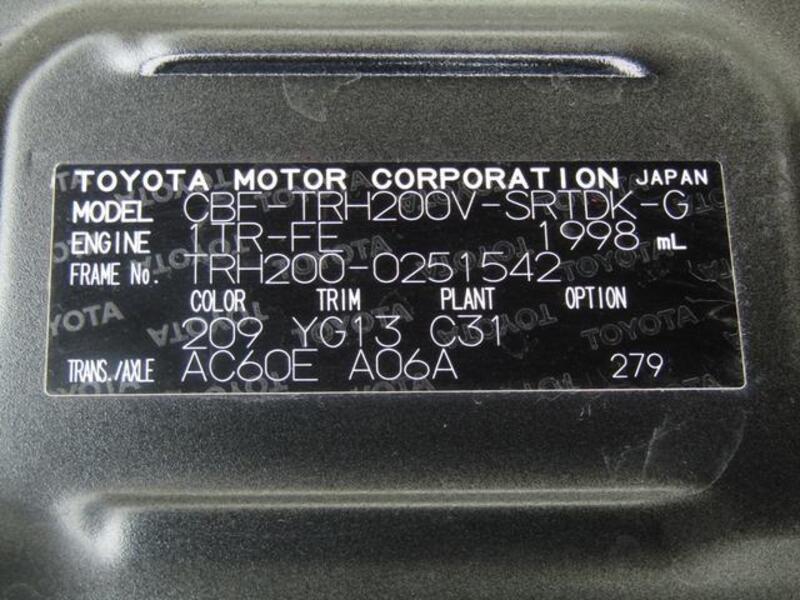 TOYOTA MOTOR CORPORATION JAPAN
MODEL CBF-TRH200V-SRTDK-G
ENGINE 1TR-FE 1998 mL
FRAME No. TRH200-0251542
COLOR TRIM PLANT OPTION
209 YG13 C31
TRANS./AXLE AC60E A06A 279